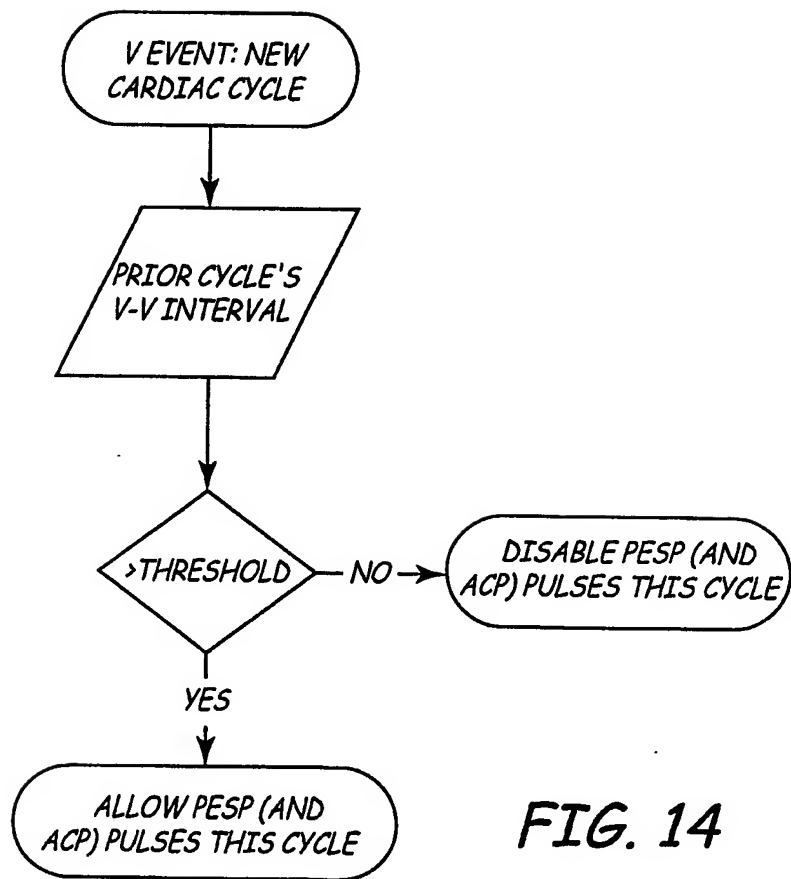 V EVENT: NEW
CARDIAC CYCLE
PRIOR CYCLE'S
V-V INTERVAL
>THRESHOLD
NO
DISABLE PESP (AND
ACP) PULSES THIS CYCLE
YES
ALLOW PESP (AND
ACP) PULSES THIS CYCLE
FIG. 14